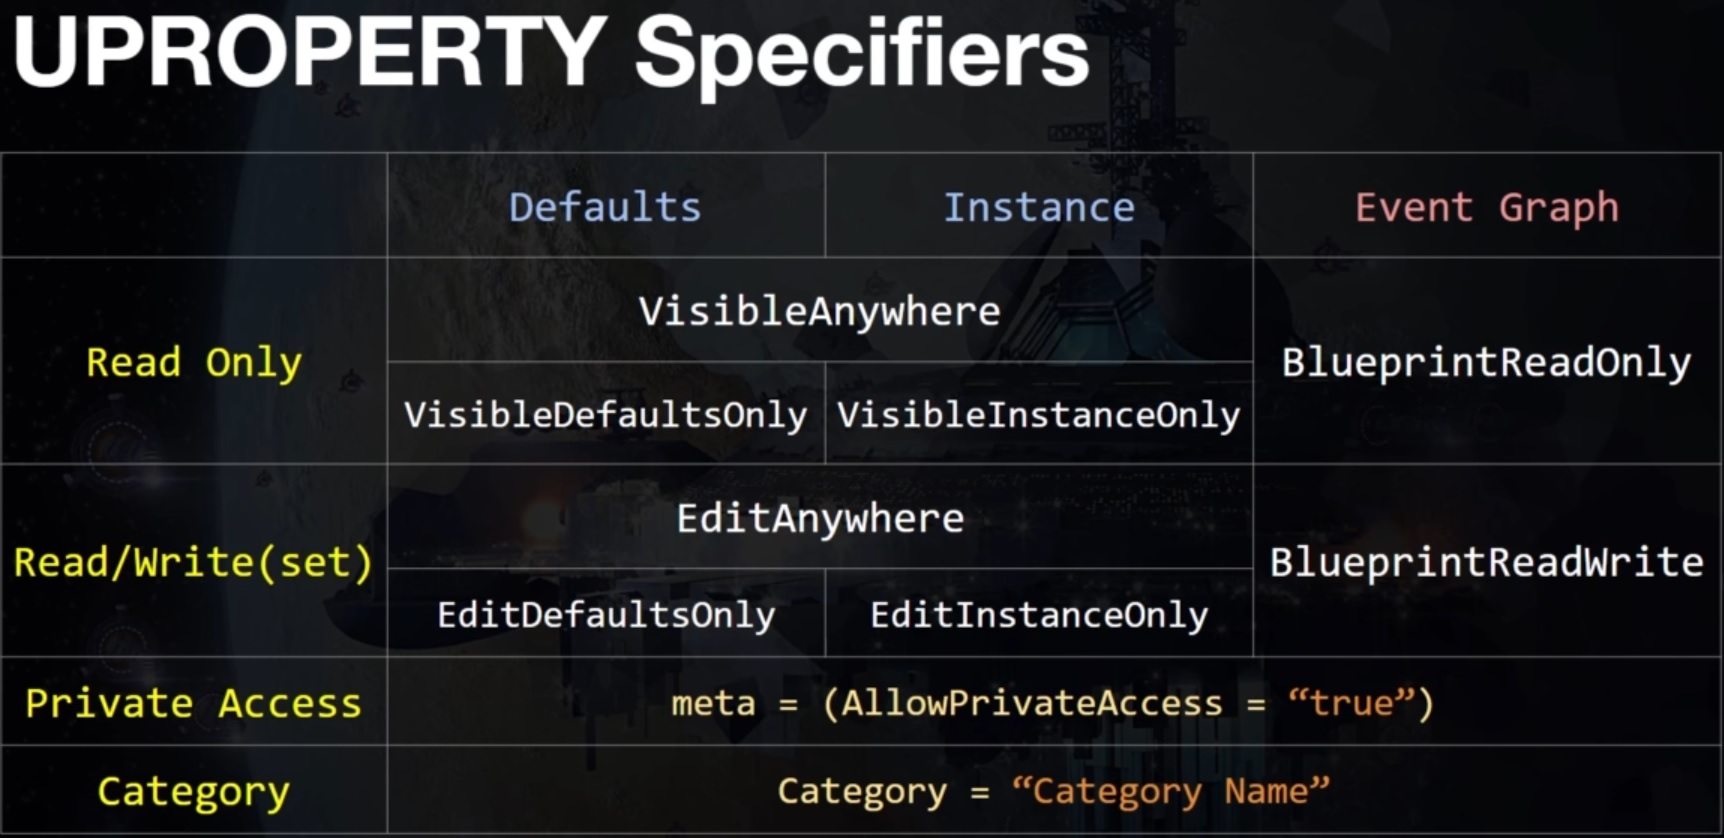 UPROPERTY Specifiers
Defaults Instance Event Graph
Read Only
VisibleAnywhere
VisibleDefaultsOnly VisibleInstanceOnly
BlueprintReadOnly
Read/Write(set)
EditAnywhere
EditDefaultsOnly EditInstanceOnly
BlueprintReadWrite
Private Access
meta = (AllowPrivateAccess = “true”)
Category
Category = “Category Name”